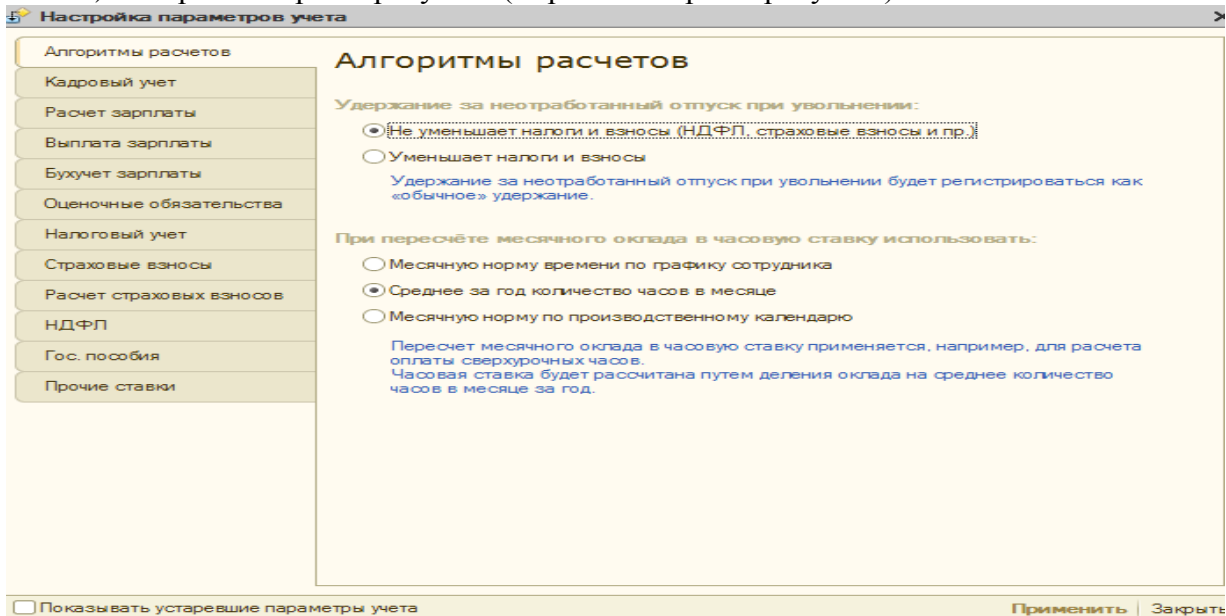 Настройка параметров учета
Алгоритмы расчетов
Кадровый учет
Расчет зарплаты
Выплата зарплаты
Бухучет зарплаты
Оценочные обязательства
Налоговый учет
Страховые взносы
Расчет страховых взносов
НДФЛ
Гос. пособия
Прочие ставки
Алгоритмы расчетов
Удержание за неотработанный отпуск при увольнении:
Не уменьшает налоги и взносы (НДФЛ, страховые взносы и пр.)
Уменьшает налоги и взносы
Удержание за неотработанный отпуск при увольнении будет регистрироваться как
«обычное» удержание.
При пересчёте месячного оклада в часовую ставку использовать:
Месячную норму времени по графику сотрудника
Среднее за год количество часов в месяце
Месячную норму по производственному календарю
Пересчет месячного оклада в часовую ставку применяется, например, для расчета
оплаты сверхурочных часов.
Часовая ставка будет рассчитана путем деления оклада на среднее количество
часов в месяце за год.
Показывать устаревшие параметры учета
Применить
Закрыть